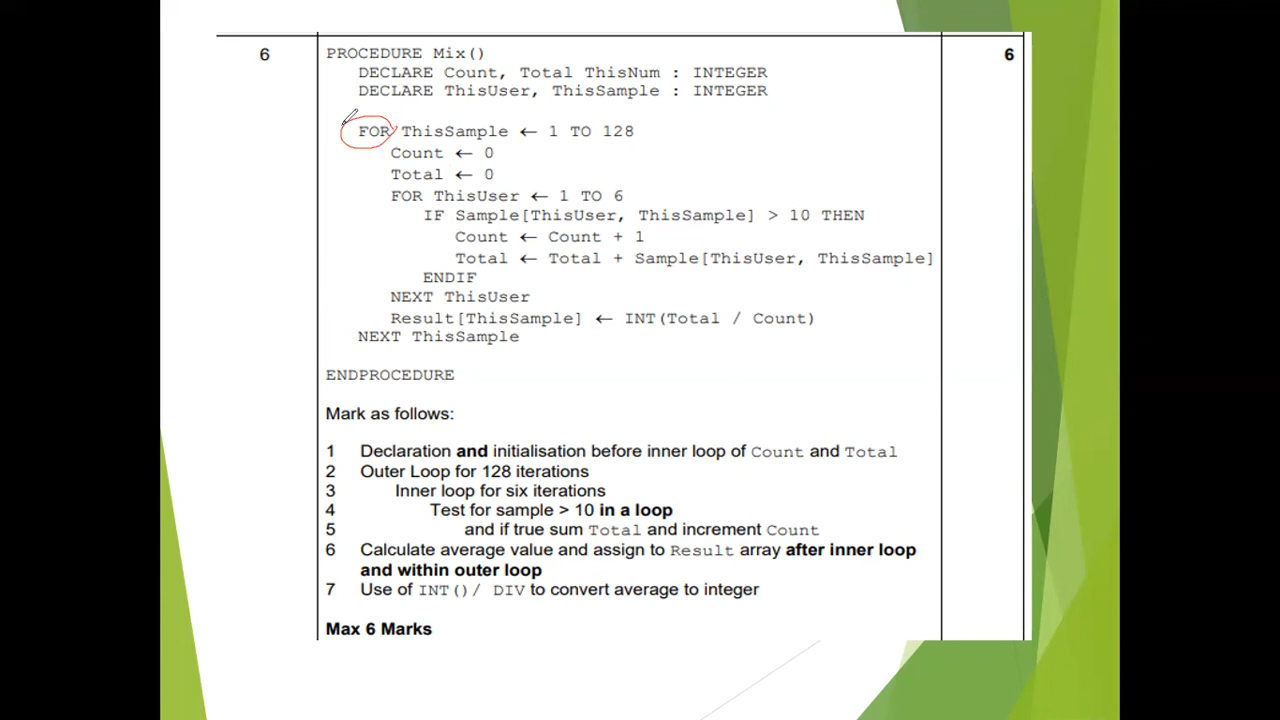 6
PROCEDURE Mix()
6
DECLARE Count, Total ThisNum : INTEGER
DECLARE ThisUser, ThisSample : INTEGER
FOR ThisSample ← 1 TO 128
Count ← 0
Total ← 0
FOR ThisUser ← 1 TO 6
IF Sample[ThisUser, ThisSample] > 10 THEN
Count ← Count + 1
Total ← Total + Sample[ThisUser, ThisSample]
ENDIF
NEXT ThisUser
Result[ThisSample] ← INT(Total / Count)
NEXT ThisSample
ENDPROCEDURE
Mark as follows:
1 Declaration and initialisation before inner loop of Count and Total
2 Outer Loop for 128 iterations
3 Inner loop for six iterations
4 Test for sample > 10 in a loop
5 and if true sum Total and increment Count
6 Calculate average value and assign to Result array after inner loop
and within outer loop
7 Use of INT()/ DIV to convert average to integer
Max 6 Marks